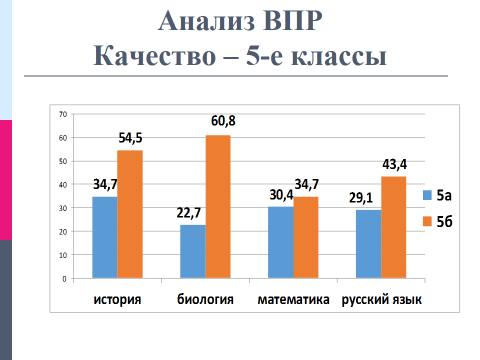 Анализ ВПР
Качество – 5-е классы
70
60
50
40
30
20
10
0
34,7
54,5
22,7
60,8
30,4
34,7
29,1
43,4
история
биология
математика
русский язык
5а
5б